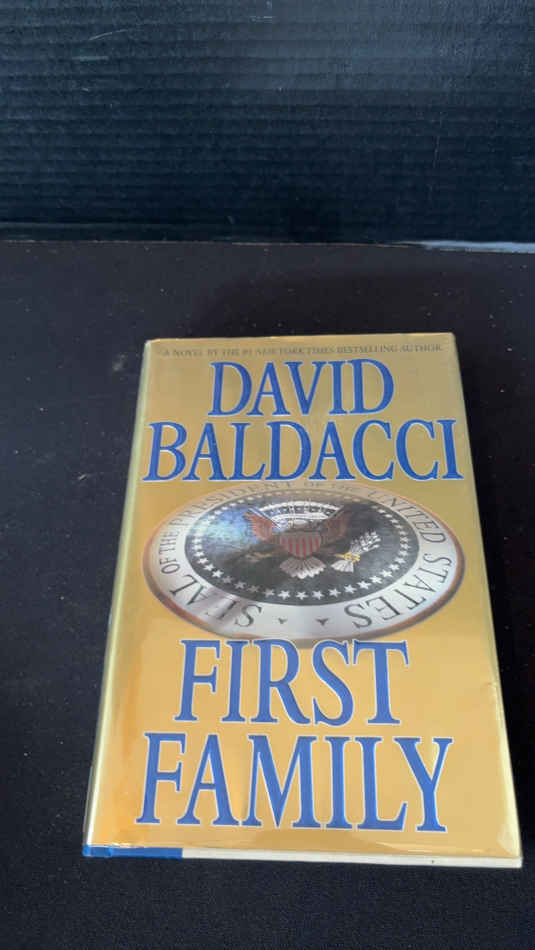 A NOVEL BY THE #1 NEW YORK TIMES BESTSELLING AUTHOR
DAVID
BALDACCI
SEAL OF THE PRESIDENT OF THE UNITED STATES
FIRST
FAMILY